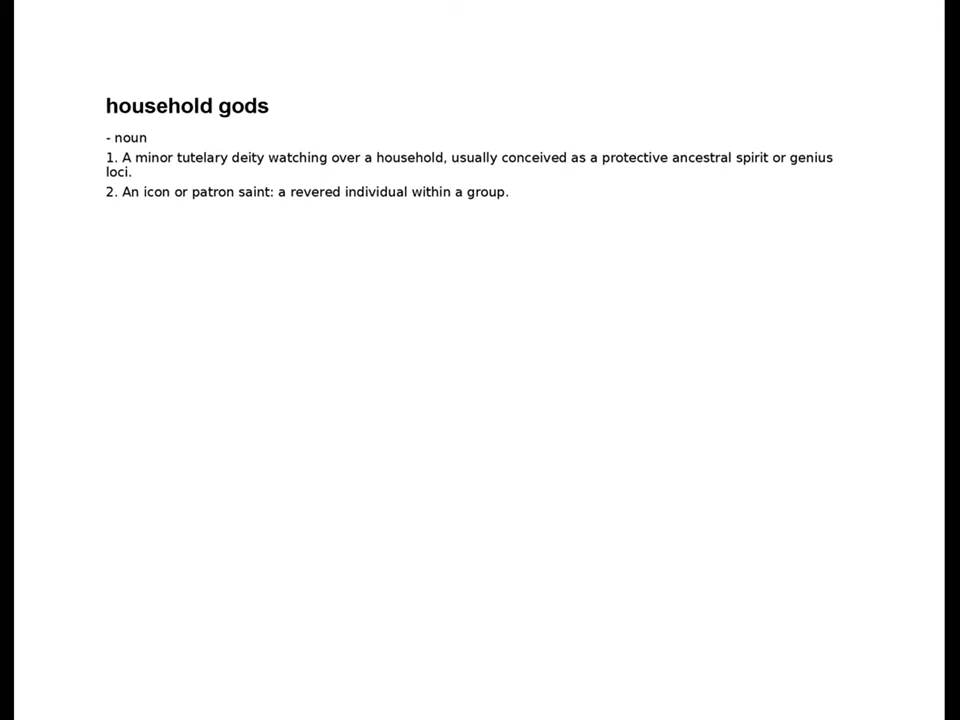 household gods
- noun
1. A minor tutelary deity watching over a household, usually conceived as a protective ancestral spirit or genius
loci.
2. An icon or patron saint: a revered individual within a group.